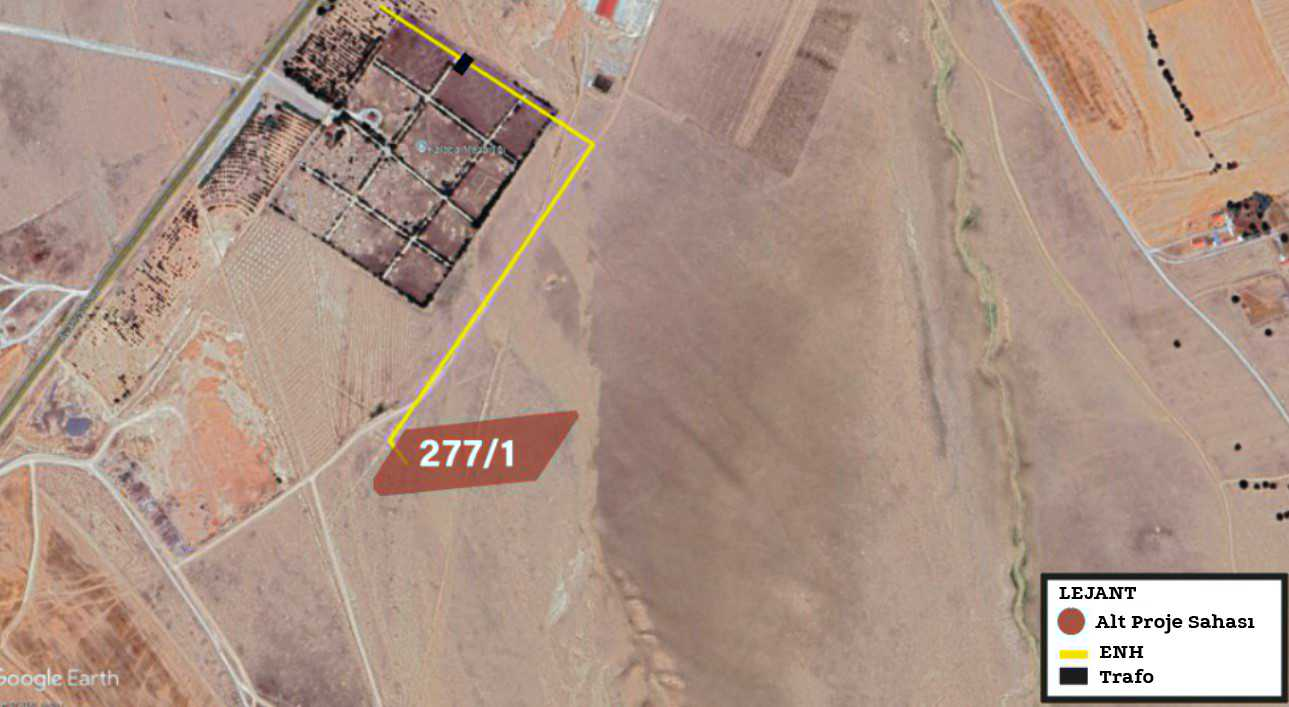 277/1
LEJANT
Alt Proje Sahası
ENH
Trafo
Google Earth